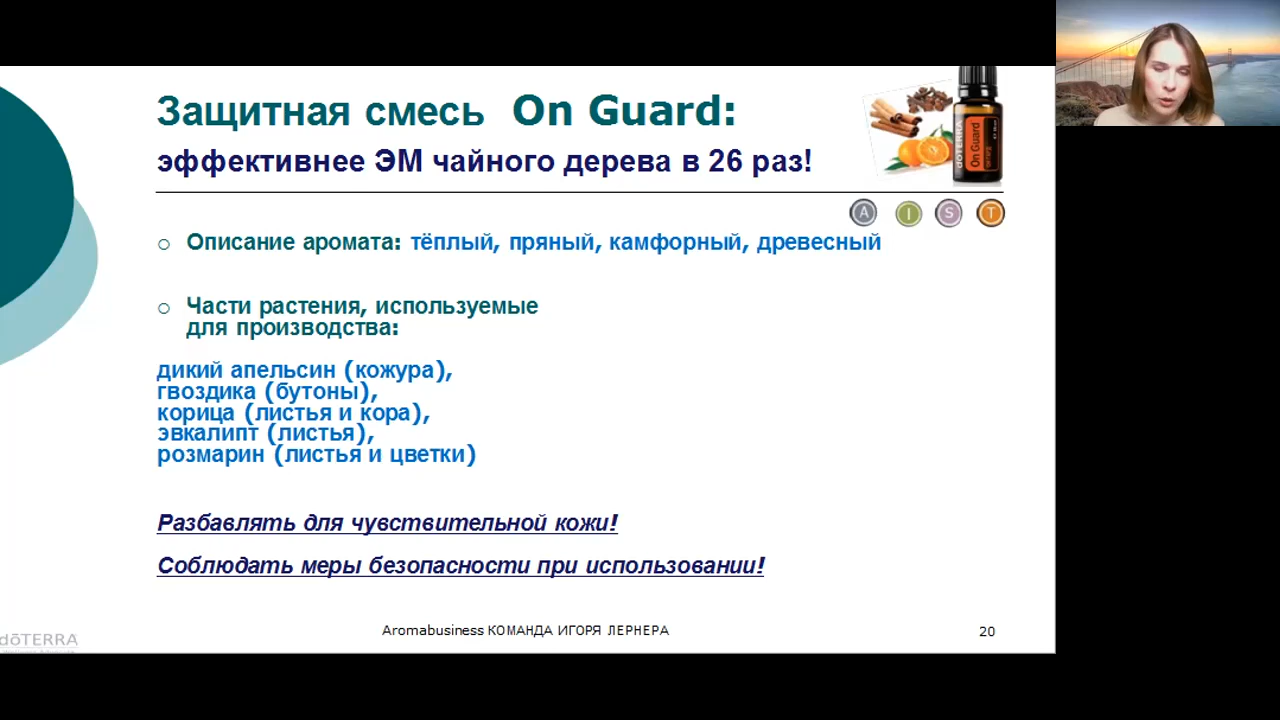 Защитная смесь On Guard:
эффективнее ЭМ чайного дерева в 26 раз!
dōTERRA
On Guard
A I S T
Описание аромата: тёплый, пряный, камфорный, древесный
Части растения, используемые
для производства:
дикий апельсин (кожура),
гвоздика (бутоны),
корица (листья и кора),
эвкалипт (листья),
розмарин (листья и цветки)
Разбавлять для чувствительной кожи!
Соблюдать меры безопасности при использовании!
dōTERRA
Aromabusiness КОМАНДА ИГОРЯ ЛЕРНЕРА
20